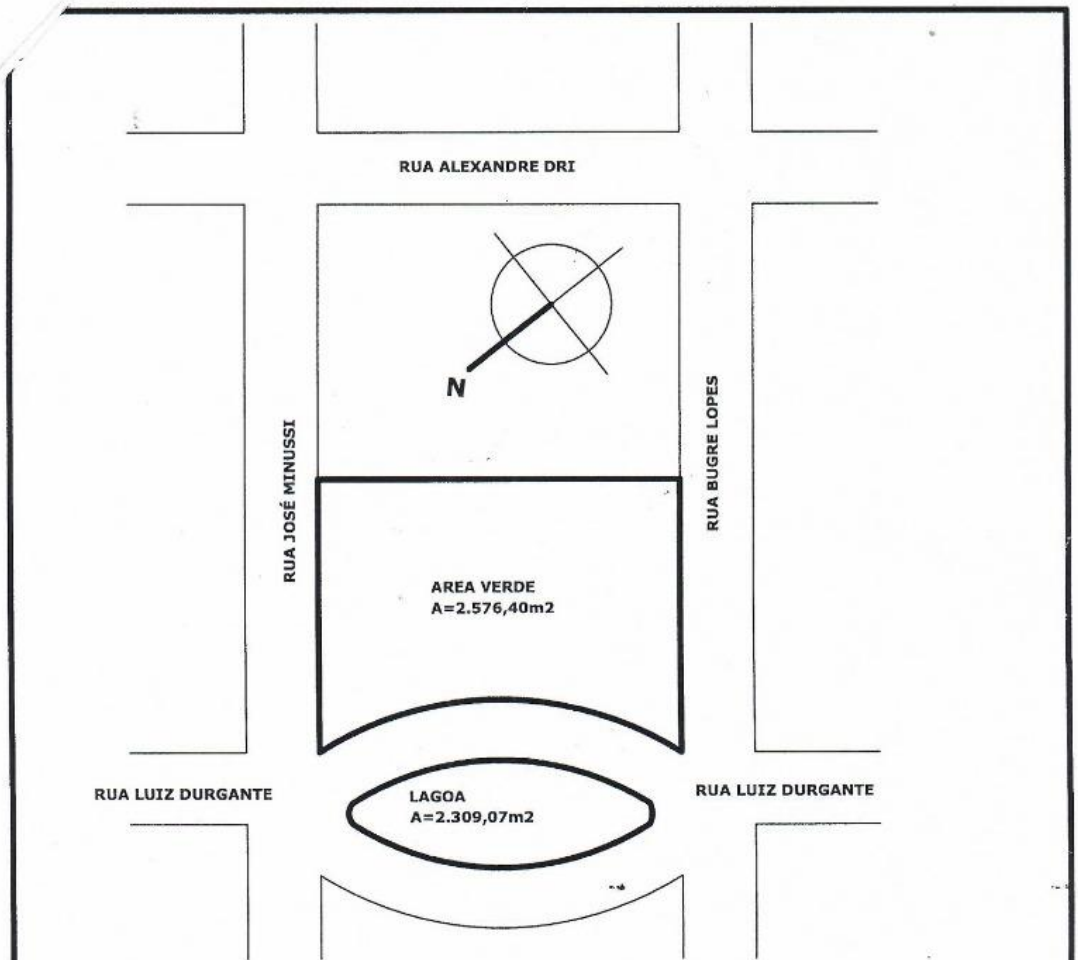 RUA ALEXANDRE DRI
N
RUA JOSÉ MINUSSI
RUA BUGRE LOPES
AREA VERDE
A=2.576,40m2
RUA LUIZ DURGANTE
LAGOA
A=2.309,07m2
RUA LUIZ DURGANTE